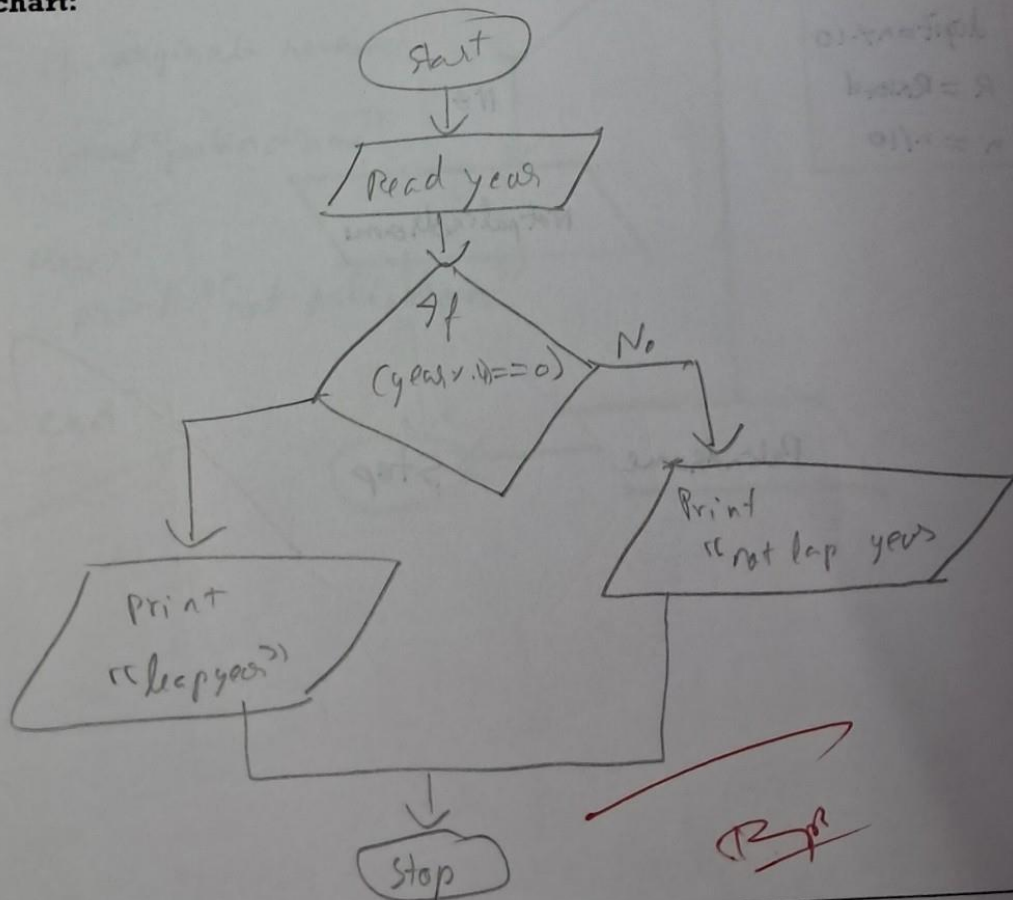 chart:
Start
Read year
If
(year%4==0)
No
Print
"not lap year
Print
"leapyear"
Stop